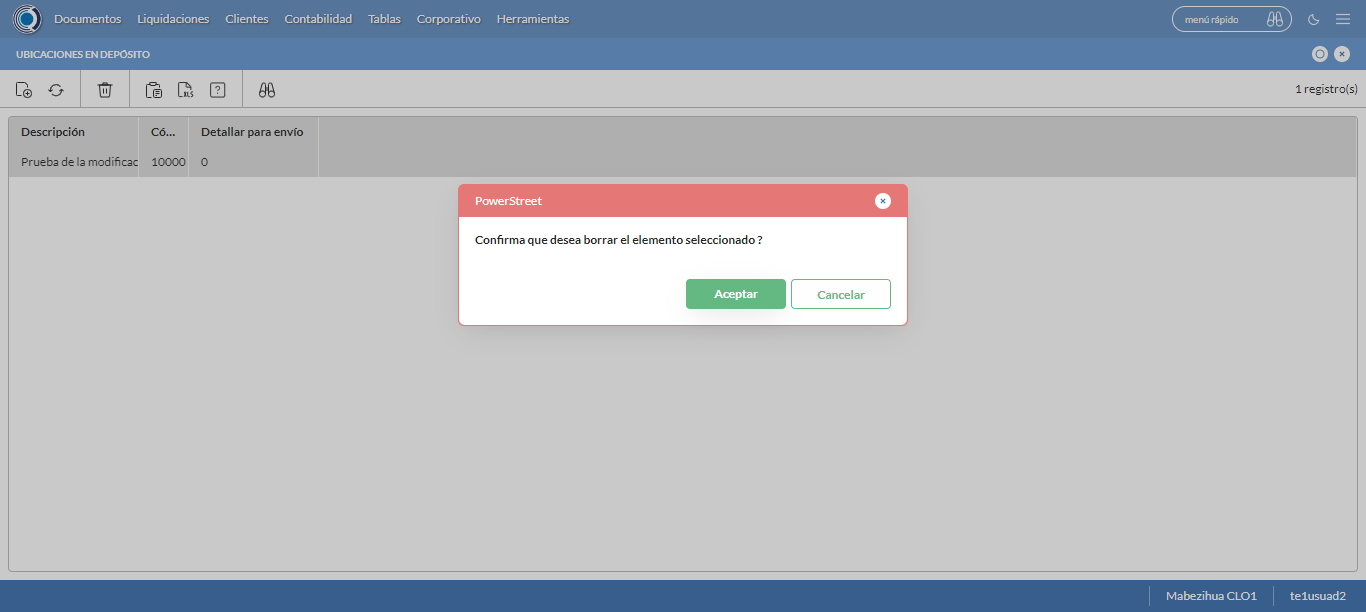 Documentos Liquidaciones Clientes Contabilidad Tablas Corporativo Herramientas menú rápido
UBICACIONES EN DEPÓSITO
XLS ? 1 registro(s)
Descripción Có... Detallar para envío
Prueba de la modificac 10000 0
PowerStreet
Confirma que desea borrar el elemento seleccionado ?
Aceptar Cancelar
Mabezihua CLO1 te1usuad2